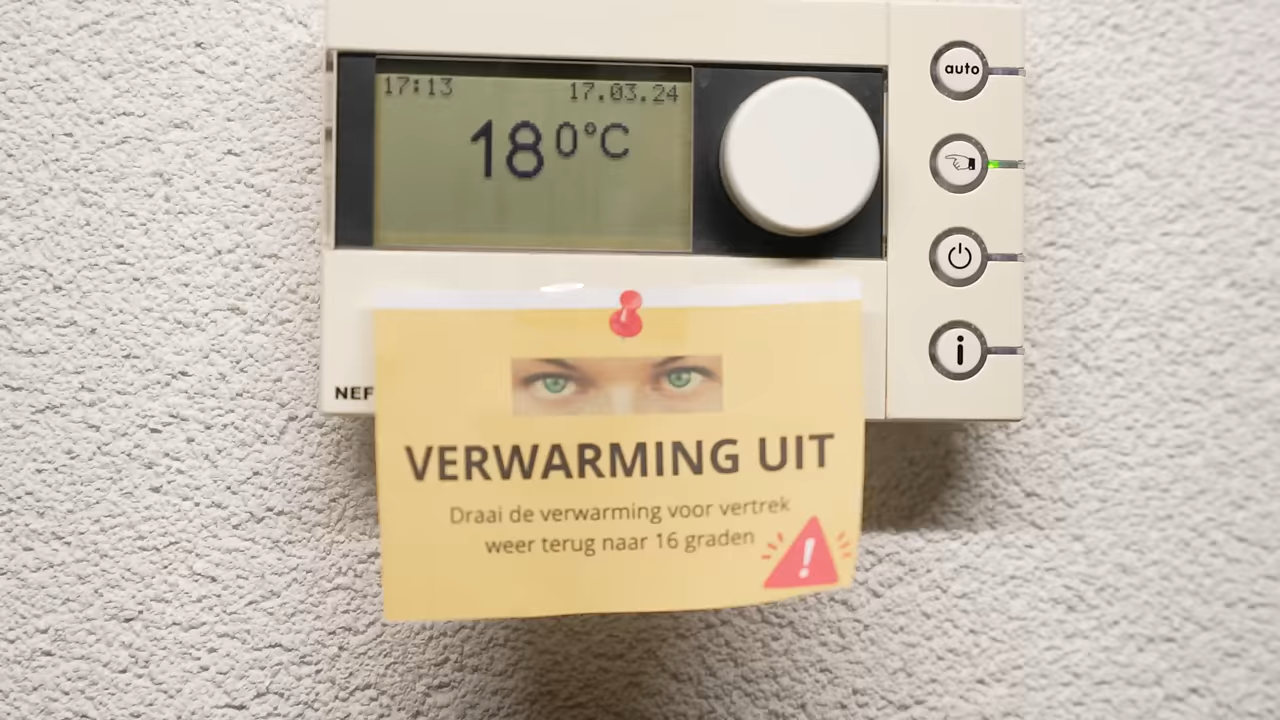 17:13 17.03.24
18 0°C
auto
i
NEF
VERWARMING UIT
Draai de verwarming voor vertrek
weer terug naar 16 graden
!